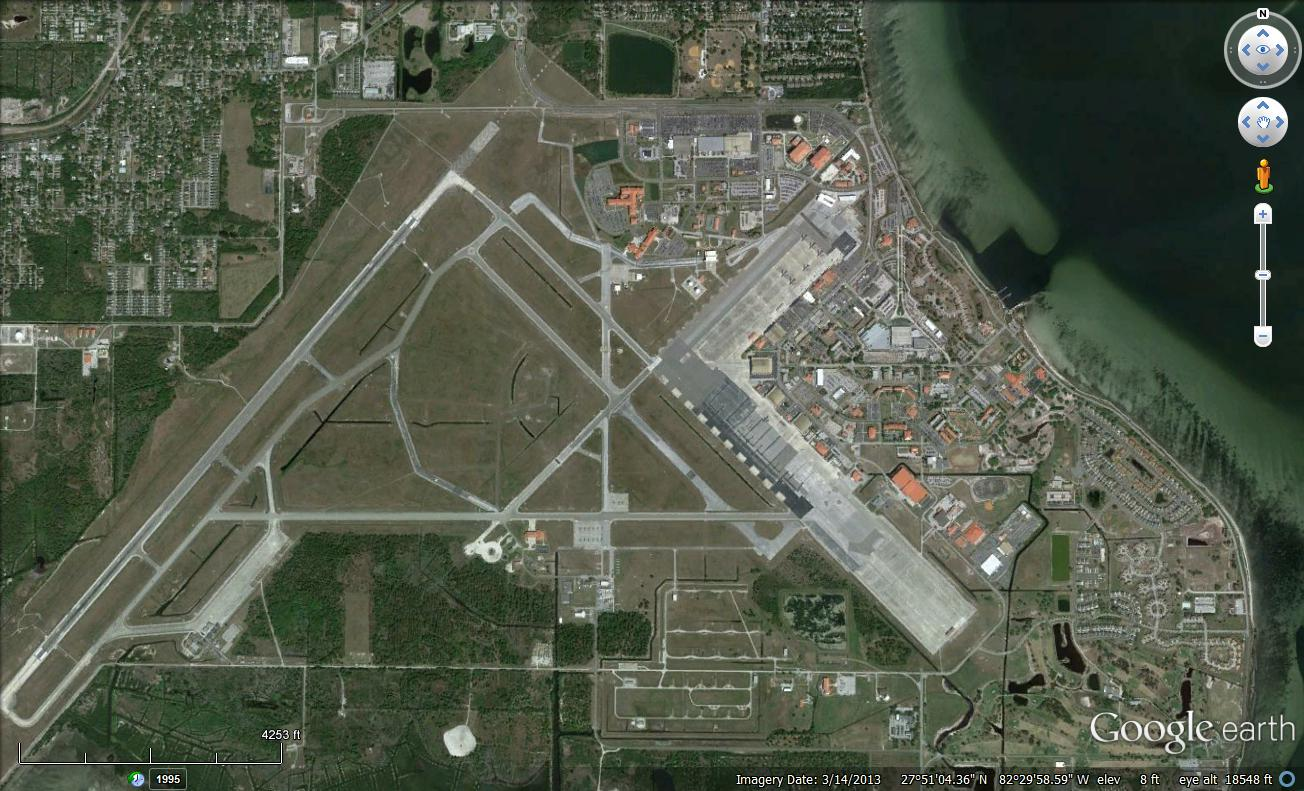 N
Google earth
4253 ft
1995
Imagery Date: 3/14/2013 27°51'04.36" N 82°29'58.59" W elev 8 ft eye alt 18548 ft